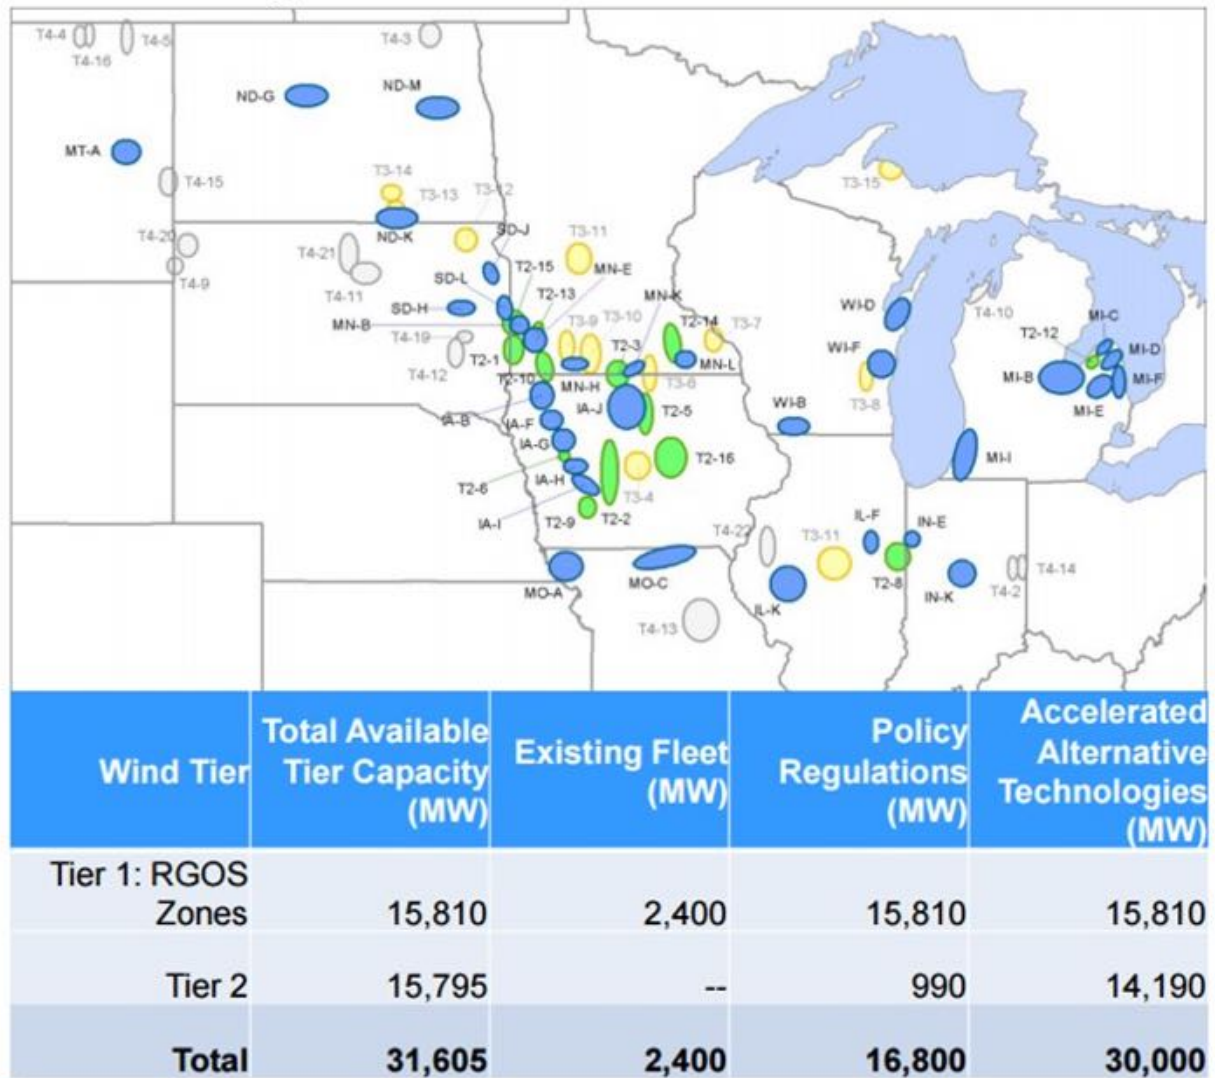 T4-4
T4-16
T4-5
T4-3
ND-G
ND-M
MT-A
T4-15
T3-14
T3-13
T3-12
T3-15
ND-K
SD-J
T3-11
T4-20
T4-9
T4-21
T4-11
T2-15
MN-E
SD-L
T2-13
SD-H
MN-K
MN-B
T4-19
T3-9
T3-10
T2-14
T3-7
T2-3
T2-1
T4-12
T2-10
MN-H
T3-6
MN-L
WI-D
T4-10
MI-C
T2-12
MI-D
WI-F
MI-B
MI-F
T3-8
MI-E
IA-B
IA-F
IA-J
T2-5
WI-B
IA-G
MI-I
T2-6
IA-H
T2-16
T3-4
IA-I
T2-9
T2-2
T4-22
T3-11
IL-F
IN-E
MO-A
MO-C
IL-K
T2-8
IN-K
T4-2
T4-14
T4-13
Wind Tier
Total Available
Tier Capacity
(MW)
Existing Fleet
(MW)
Policy
Regulations
(MW)
Accelerated
Alternative
Technologies
(MW)
Tier 1: RGOS
Zones 15,810 2,400 15,810 15,810
Tier 2 15,795 -- 990 14,190
Total 31,605 2,400 16,800 30,000